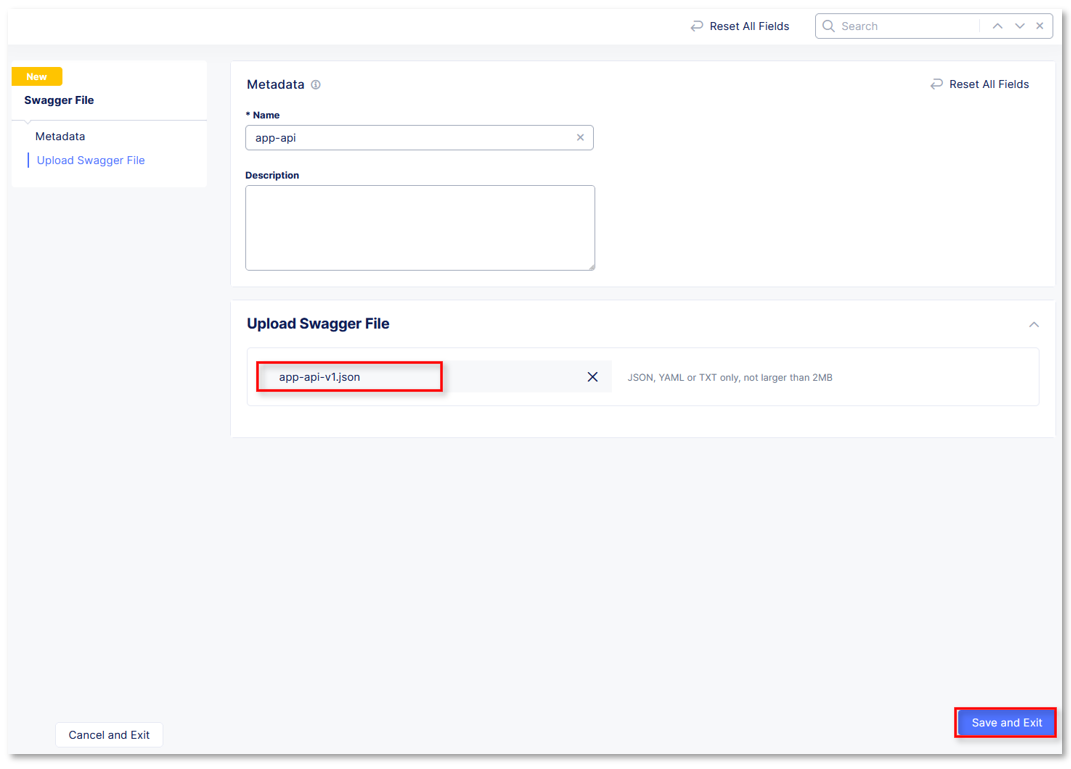 Reset All Fields
Search
New
Swagger File
Metadata
Upload Swagger File
Metadata
Reset All Fields
* Name
app-api
Description
Upload Swagger File
app-api-v1.json
JSON, YAML or TXT only, not larger than 2MB
Cancel and Exit
Save and Exit